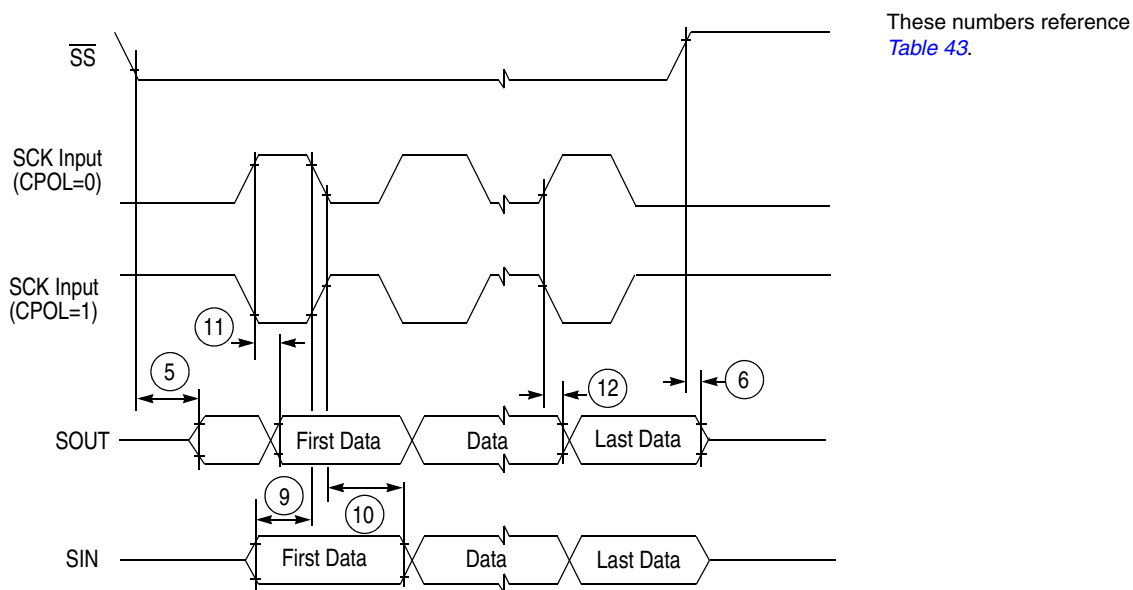 These numbers reference
Table 43.
SS
SCK Input
(CPOL=0)
SCK Input
(CPOL=1)
11
5
12
6
SOUT
First Data
Data
Last Data
9
10
SIN
First Data
Data
Last Data